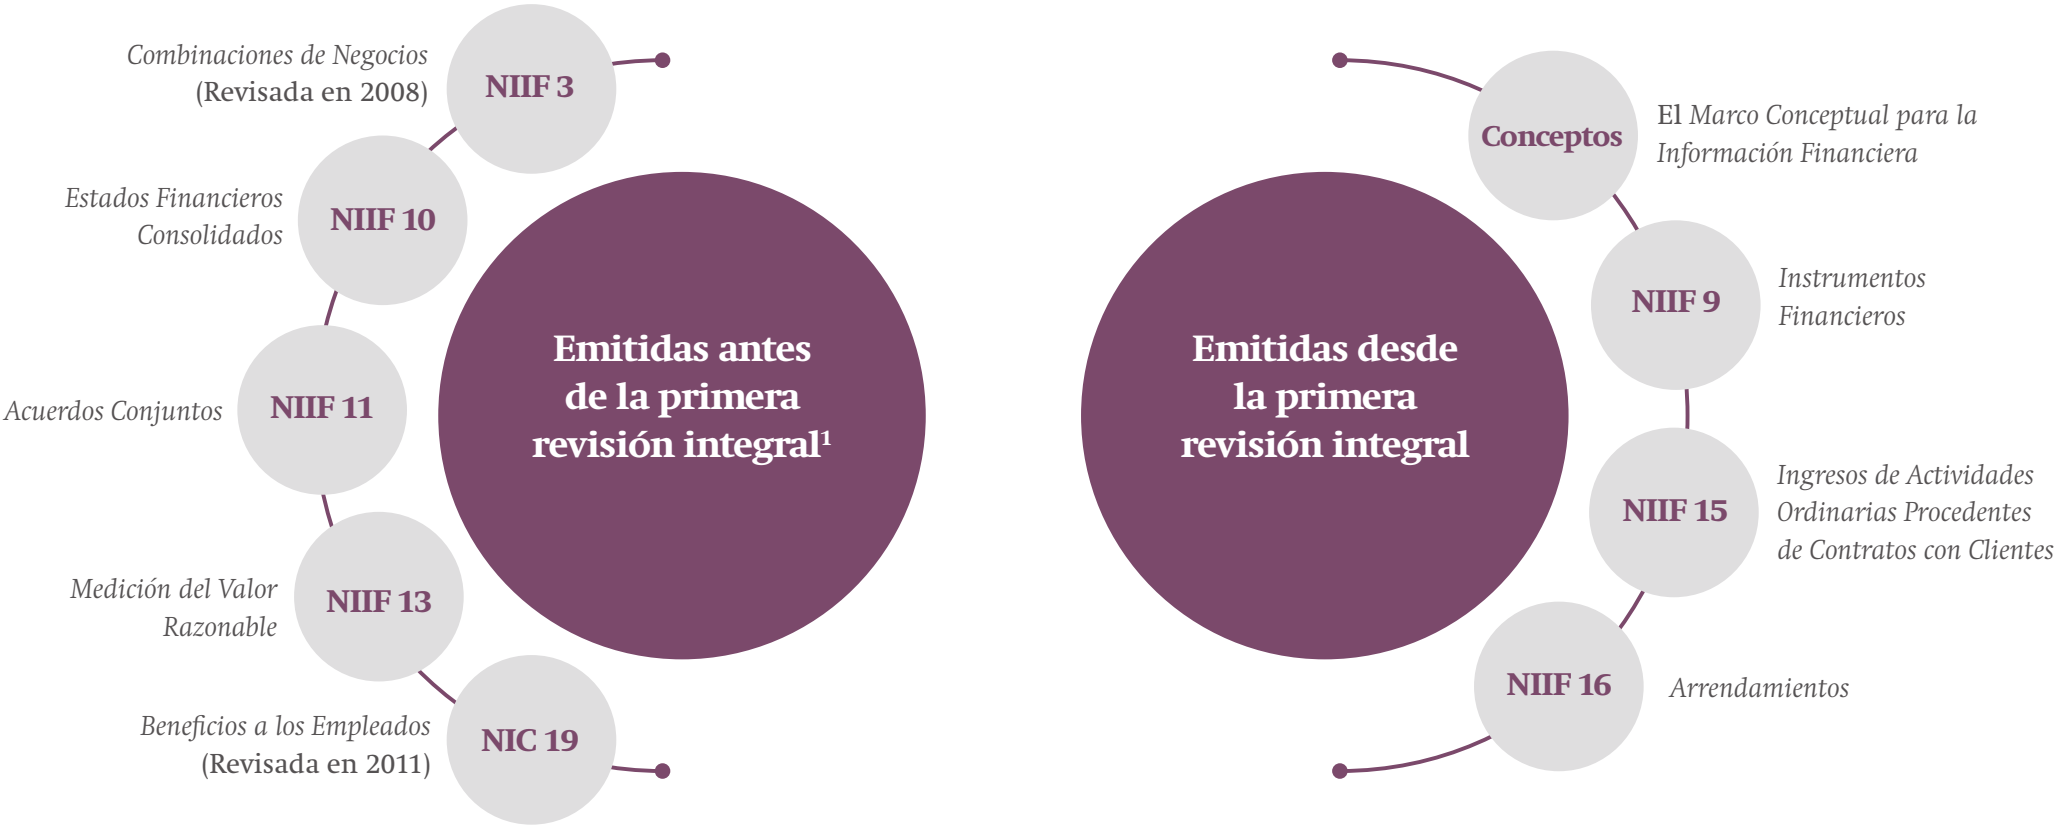 Combinaciones de Negocios
(Revisada en 2008)
NIIF 3
Estados Financieros
Consolidados
NIIF 10
Acuerdos Conjuntos
NIIF 11
Medición del Valor
Razonable
NIIF 13
Beneficios a los Empleados
(Revisada en 2011)
NIC 19
Emitidas antes
de la primera
revisión integral¹
Emitidas desde
la primera
revisión integral
Conceptos
El Marco Conceptual para la
Información Financiera
NIIF 9
Instrumentos
Financieros
NIIF 15
Ingresos de Actividades
Ordinarias Procedentes
de Contratos con Clientes
NIIF 16
Arrendamientos